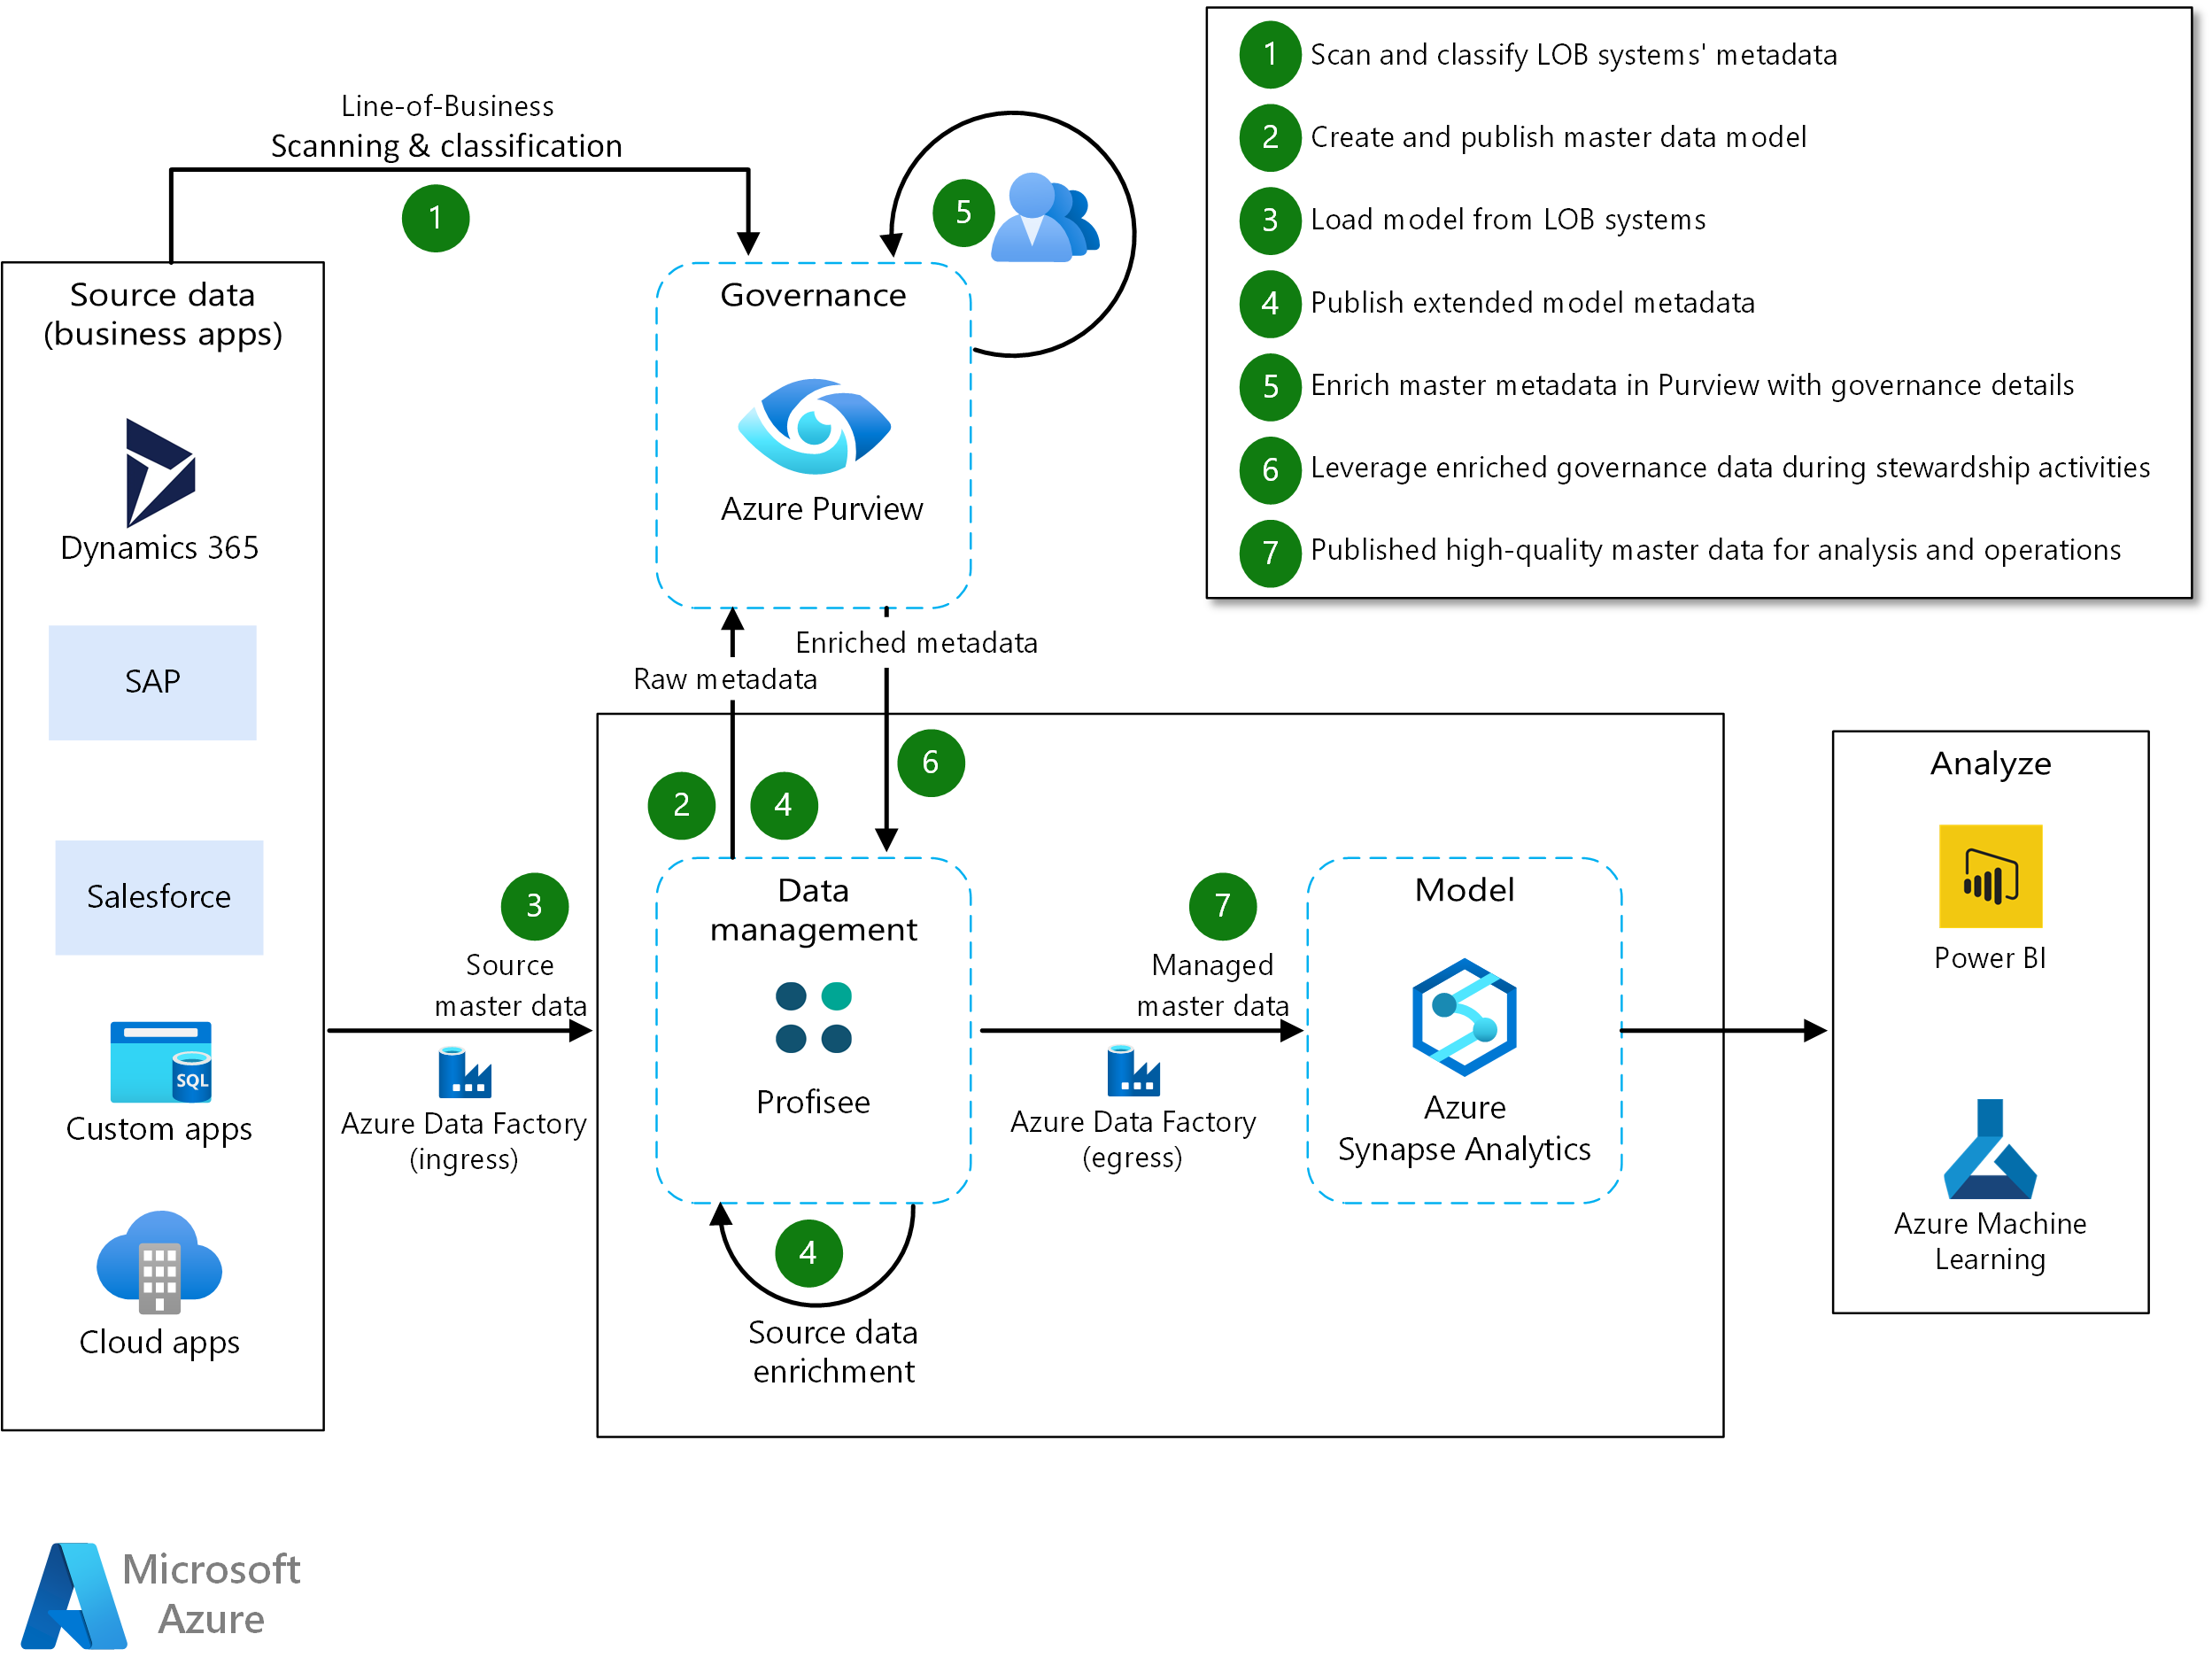 Line-of-Business
Scanning & classification
1
5
1 Scan and classify LOB systems' metadata
2 Create and publish master data model
3 Load model from LOB systems
4 Publish extended model metadata
5 Enrich master metadata in Purview with governance details
6 Leverage enriched governance data during stewardship activities
7 Published high-quality master data for analysis and operations
Source data
(business apps)
Dynamics 365
SAP
Salesforce
SQL
Custom apps
Cloud apps
Governance
Azure Purview
Enriched metadata
Raw metadata
2
4
6
3
Source
master data
Azure Data Factory
(ingress)
Data
management
Profisee
4
Source data
enrichment
7
Managed
master data
Azure Data Factory
(egress)
Model
Azure
Synapse Analytics
Analyze
Power BI
Azure Machine
Learning
Microsoft
Azure